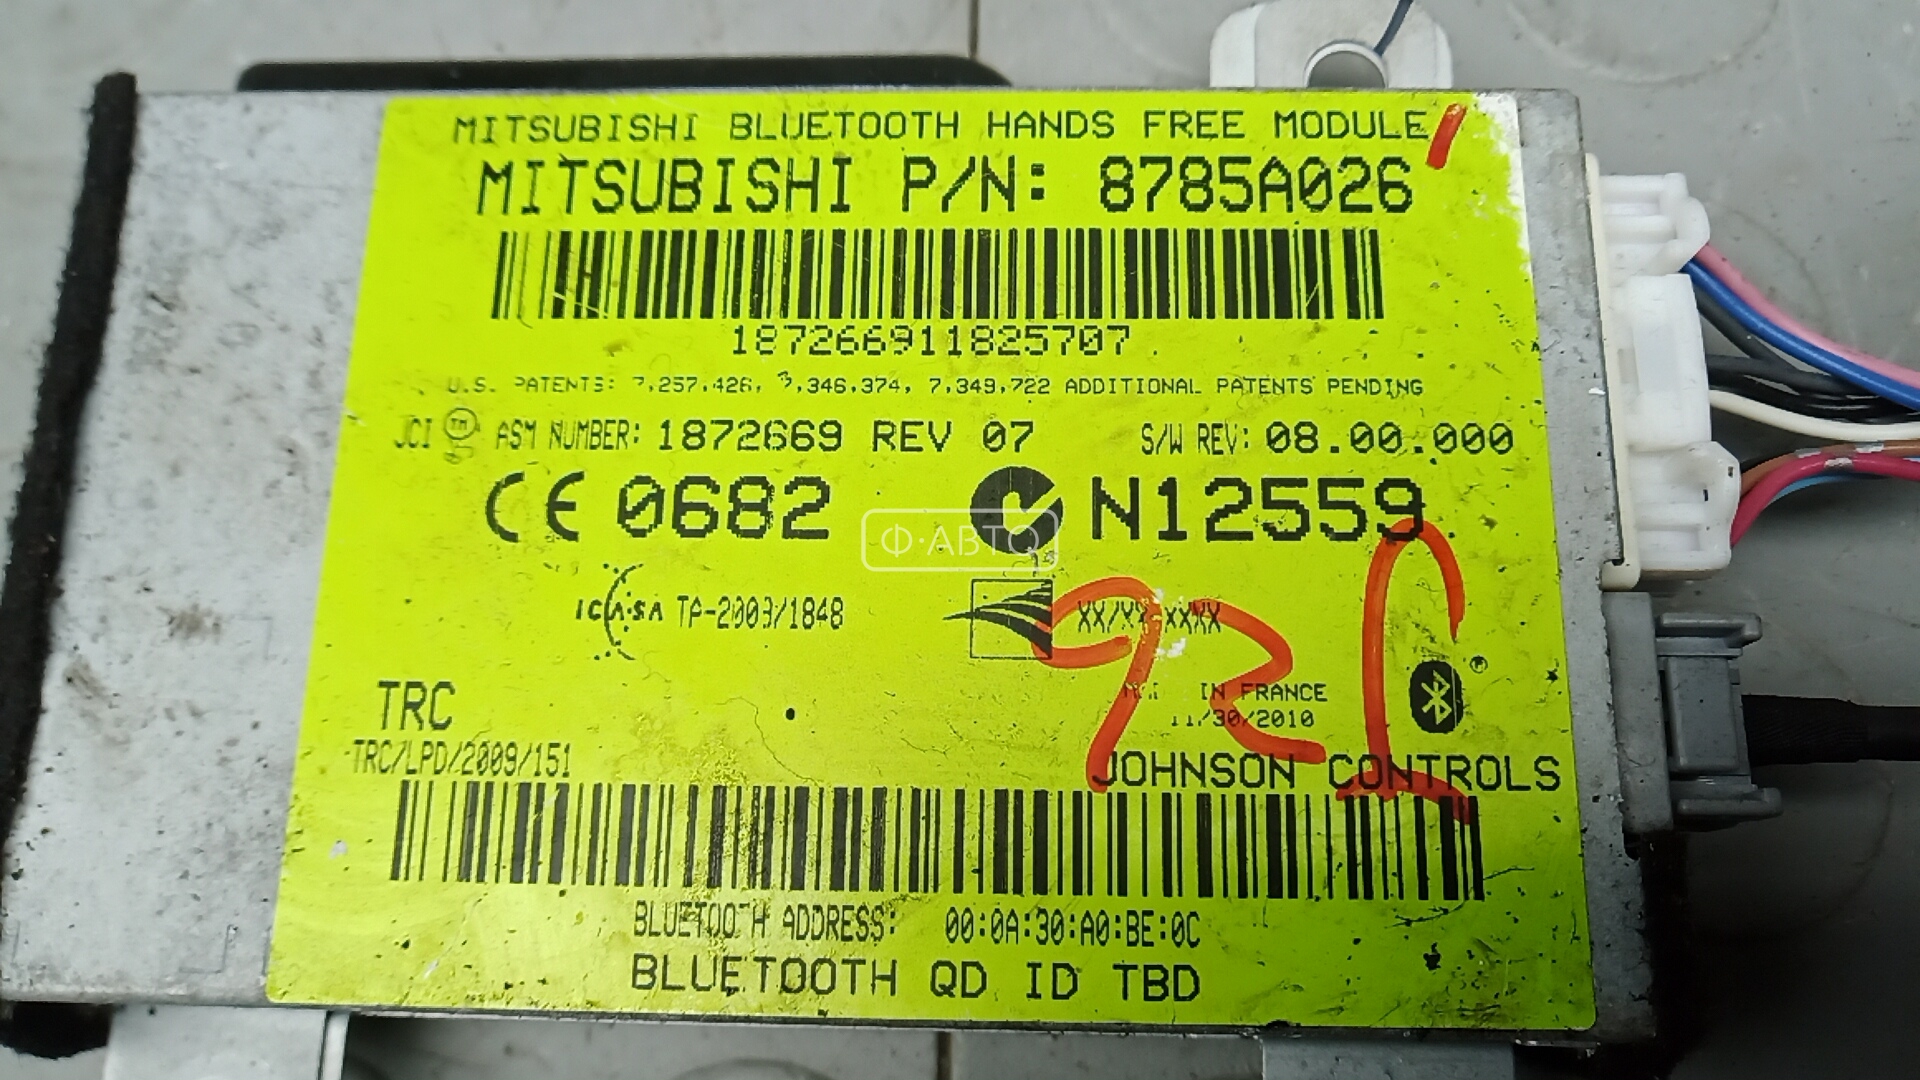 MITSUBISHI BLUETOOTH HANDS FREE MODULE
MITSUBISHI P/N: 8785A026
187266911825707
U.S. PATENTS: 7,257,426, 3,346,374, 7,349,722 ADDITIONAL PATENTS PENDING
JCI TM ASM NUMBER: 1872669 REV 07 S/W REV: 08.00.000
CE 0682 N12559
Ф·АВТО
ICASA TA-2009/1848 XX/YY XXXX
IN FRANCE
TRC 11/30/2010
TRC/LPD/2009/151
JOHNSON CONTROLS
BLUETOOTH ADDRESS: 00:0A:30:A0:BE:0C
BLUETOOTH QD ID TBD